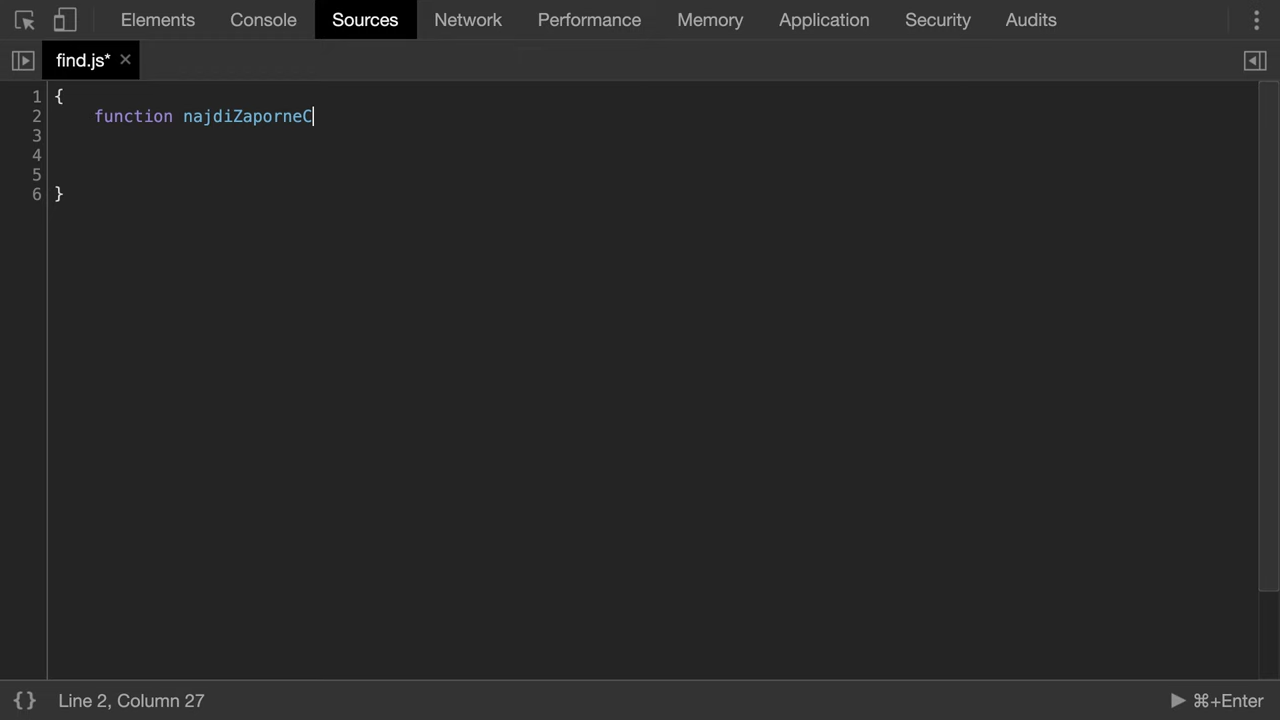 Elements Console Sources Network Performance Memory Application Security Audits
find.js* ×
1 {
2 function najdiZaporneC
3
4
5
6 }
{} Line 2, Column 27 ▶ ⌘+Enter